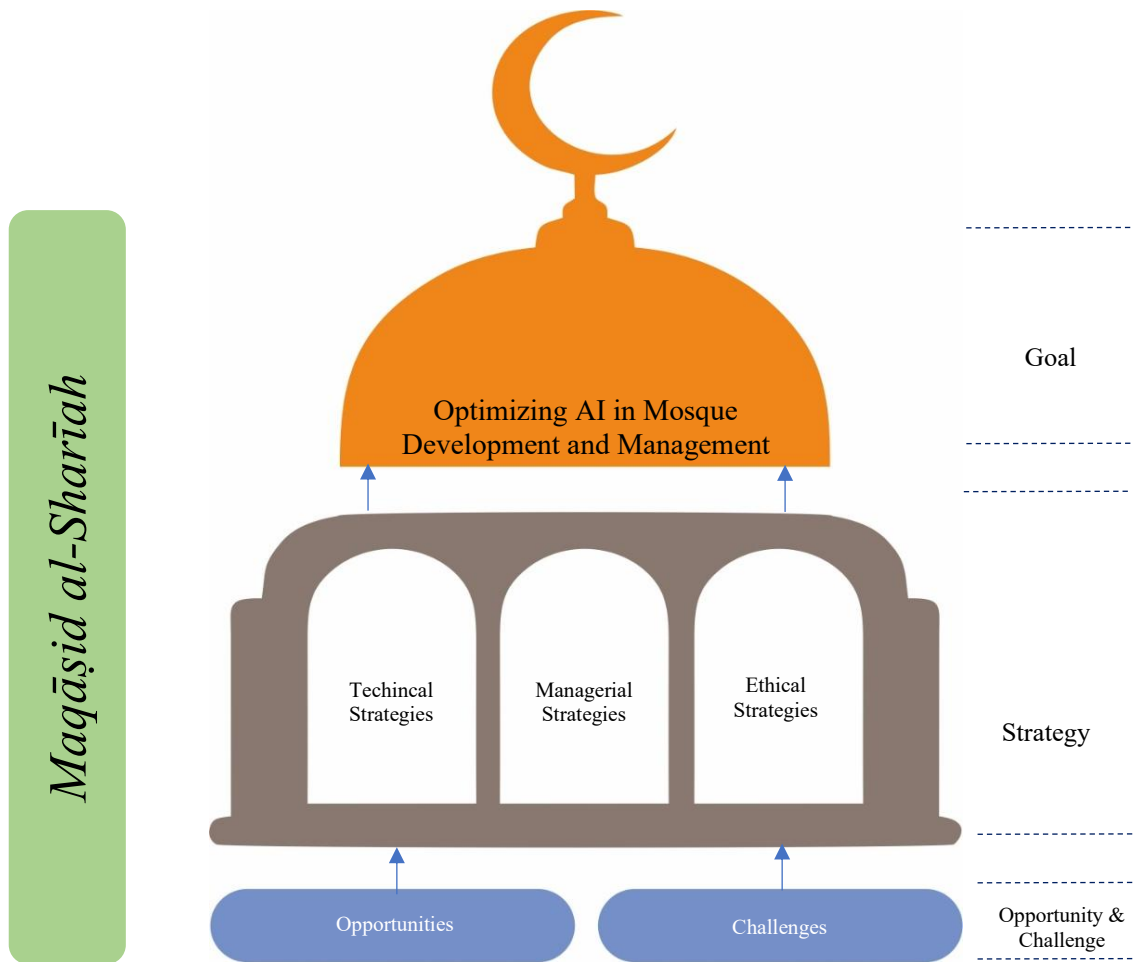 Maqāṣid al-Sharīah
Optimizing AI in Mosque
Development and Management
Goal
Techincal
Strategies
Managerial
Strategies
Ethical
Strategies
Strategy
Opportunities
Challenges
Opportunity &
Challenge